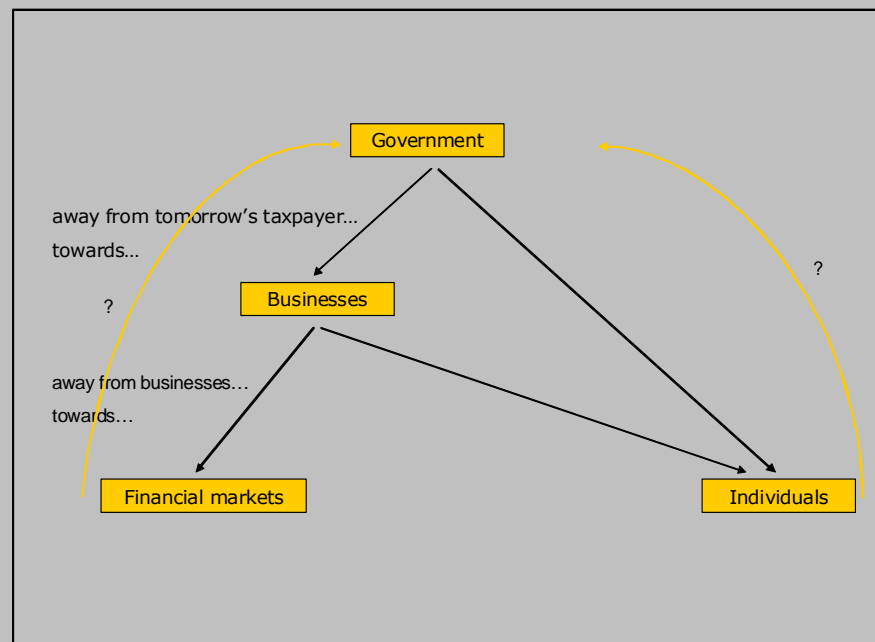 Government
away from tomorrow’s taxpayer…
towards…
?
Businesses
?
away from businesses…
towards…
Financial markets
Individuals